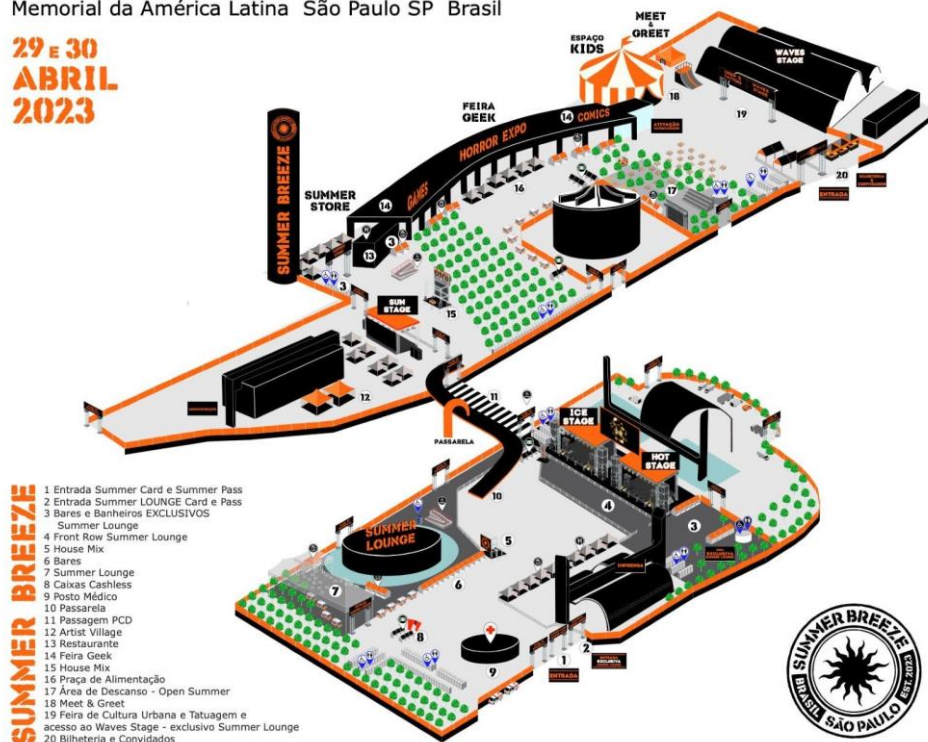 Memorial da América Latina São Paulo SP Brasil
29 E 30
ABRIL
2023
MEET
&
GREET
ESPAÇO
KIDS
WAVES
STAGE
18
19
FEIRA
GEEK
14
COMICS
HORROR EXPO
GAMES
14
16
17
20
ENTRADA
SUMMER BREEZE
SUMMER
STORE
13
3
3
SUN
STAGE
15
12
11
PASSARELA
10
ICE
STAGE
HOT
STAGE
4
3
5
SUMMER
LOUNGE
7
6
IMPRENSA
8
9
1
2
ENTRADA
SUMMER BREEZE
1 Entrada Summer Card e Summer Pass
2 Entrada Summer LOUNGE Card e Pass
3 Bares e Banheiros EXCLUSIVOS
Summer Lounge
4 Front Row Summer Lounge
5 House Mix
6 Bares
7 Summer Lounge
8 Caixas Cashless
9 Posto Médico
10 Passarela
11 Passagem PCD
12 Artist Village
13 Restaurante
14 Feira Geek
15 House Mix
16 Praça de Alimentação
17 Área de Descanso - Open Summer
18 Meet & Greet
19 Feira de Cultura Urbana e Tatuagem e
acesso ao Waves Stage - exclusivo Summer Lounge
20 Bilheteria e Convidados
SUMMER BREEZE
BRASIL
SÃO PAULO
EST. 2023